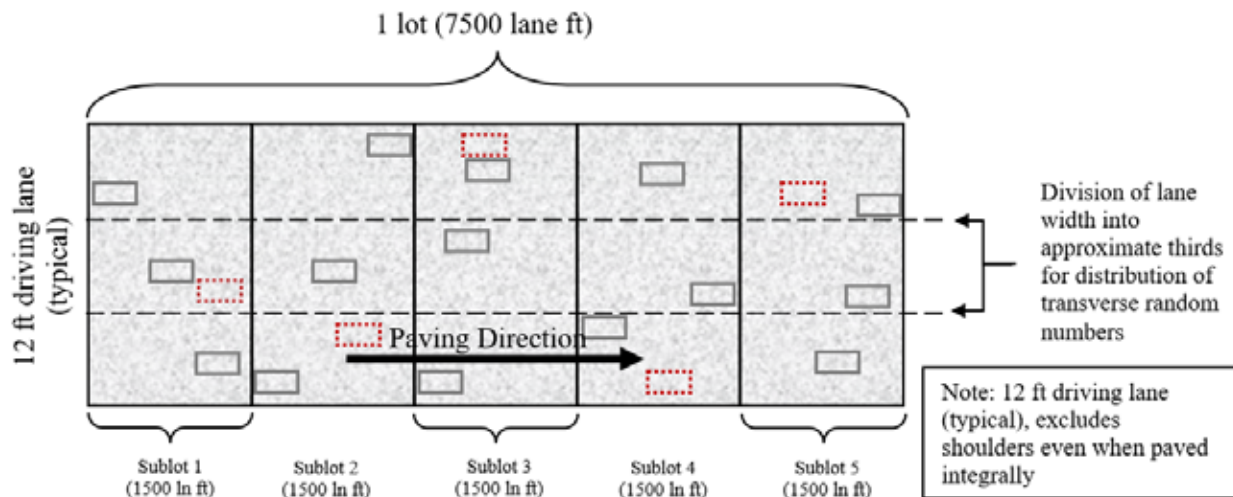 1 lot (7500 lane ft)
12 ft driving lane
(typical)
Paving Direction
Division of lane
width into
approximate thirds
for distribution of
transverse random
numbers
Note: 12 ft driving lane
(typical), excludes
shoulders even when paved
integrally
Sublot 1
(1500 ln ft)
Sublot 2
(1500 ln ft)
Sublot 3
(1500 ln ft)
Sublot 4
(1500 ln ft)
Sublot 5
(1500 ln ft)